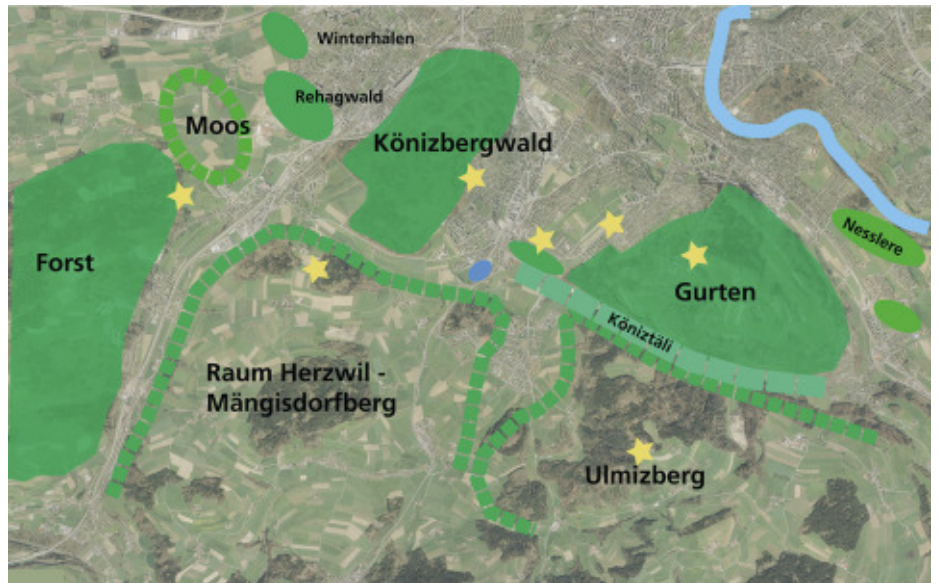 Winterhalen
Rehagwald
Moos
Könizbergwald
Nesslere
Forst
Gurten
Köniztäli
Raum Herzwil -
Mängisdorfberg
Ulmizberg